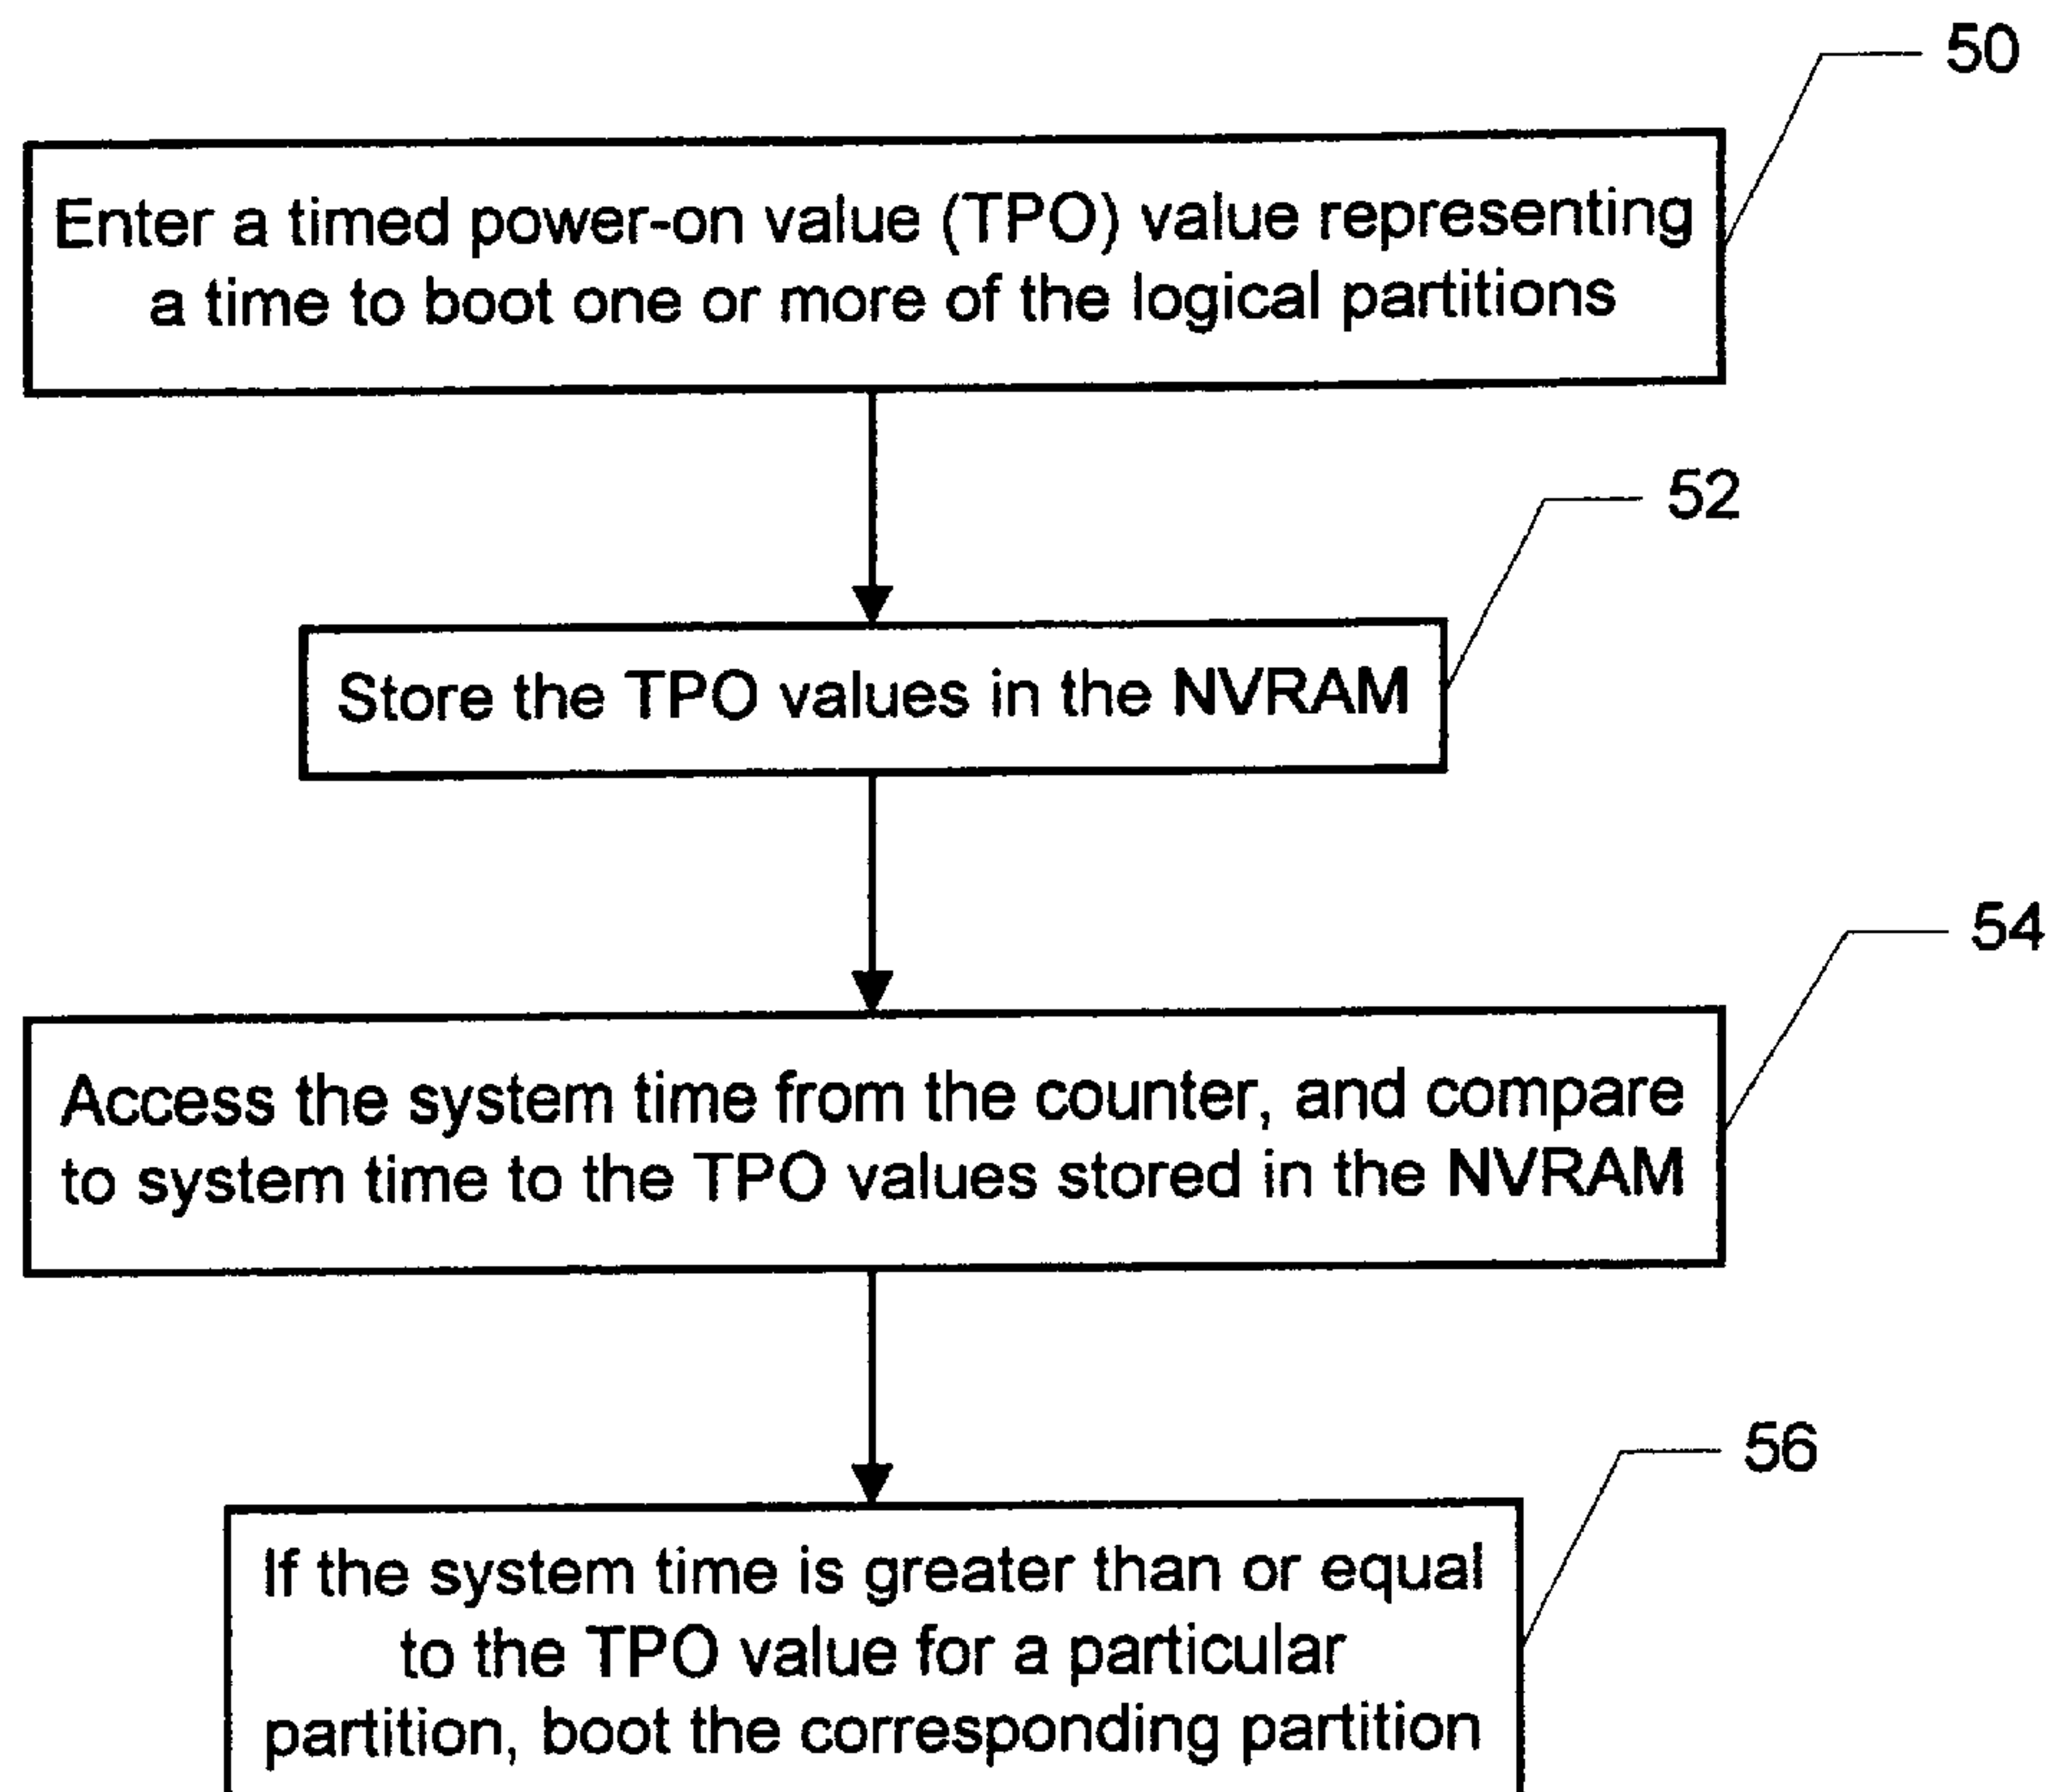 50
Enter a timed power-on value (TPO) value representing
a time to boot one or more of the logical partitions
52
Store the TPO values in the NVRAM
54
Access the system time from the counter, and compare
to system time to the TPO values stored in the NVRAM
56
If the system time is greater than or equal
to the TPO value for a particular
partition, boot the corresponding partition